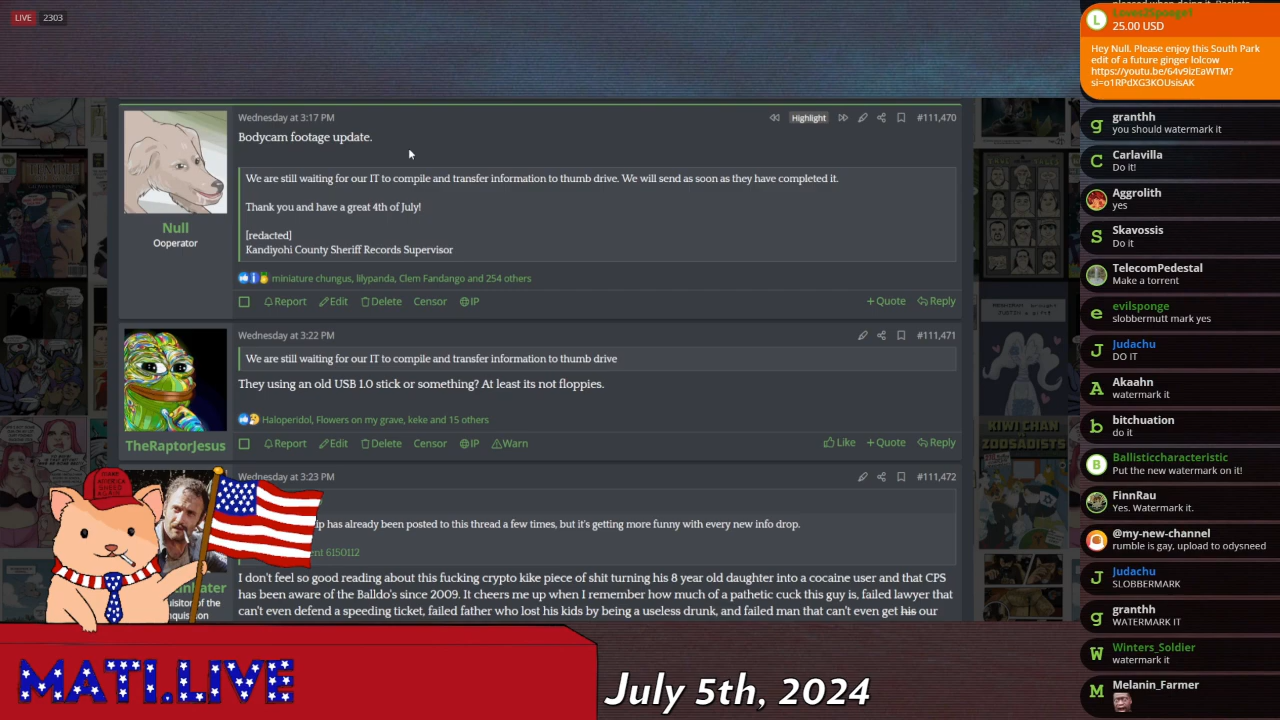 LIVE 2303
Wednesday at 3:17 PM
Highlight
#111,470
Bodycam footage update.
We are still waiting for our IT to compile and transfer information to thumb drive. We will send as soon as they have completed it.
Thank you and have a great 4th of July!
[redacted]
Kandiyohi County Sheriff Records Supervisor
Null
Ooperator
miniature chungus, lilypanda, Clem Fandango and 254 others
Report Edit Delete Censor IP
+ Quote Reply
Wednesday at 3:22 PM
#111,471
We are still waiting for our IT to compile and transfer information to thumb drive
They using an old USB 1.0 stick or something? At least its not floppies.
Haloperidol, Flowers on my grave, keke and 15 others
TheRaptorJesus
Report Edit Delete Censor IP Warn
Like + Quote Reply
Wednesday at 3:23 PM
#111,472
has already been posted to this thread a few times, but it's getting more funny with every new info drop.
6150112
I don't feel so good reading about this fucking crypto kike piece of shit turning his 8 year old daughter into a cocaine user and that CPS
has been aware of the Balldo's since 2009. It cheers me up when I remember how much of a pathetic cuck this guy is, failed lawyer that
can't even defend a speeding ticket, failed father who lost his kids by being a useless drunk, and failed man that can't even get his our
of the
MATI.LIVE
July 5th, 2024
KIWI CHAN
ZOOSADISTS
25.00 USD
Hey Null. Please enjoy this South Park
edit of a future ginger lolcow
https://youtu.be/64v9lzEaWTM?
si=o1RPdXG3KOUsisAK
granthh
you should watermark it
Carlavilla
Do it!
Aggrolith
yes
Skavossis
Do it
TelecomPedestal
Make a torrent
evilsponge
slobbermutt mark yes
Judachu
DO IT
Akaahn
watermark it
bitchuation
do it
Ballisticcharacteristic
Put the new watermark on it!
FinnRau
Yes. Watermark it.
@my-new-channel
rumble is gay, upload to odysneed
Judachu
SLOBBERMARK
granthh
WATERMARK IT
Winters_Soldier
watermark it
Melanin_Farmer